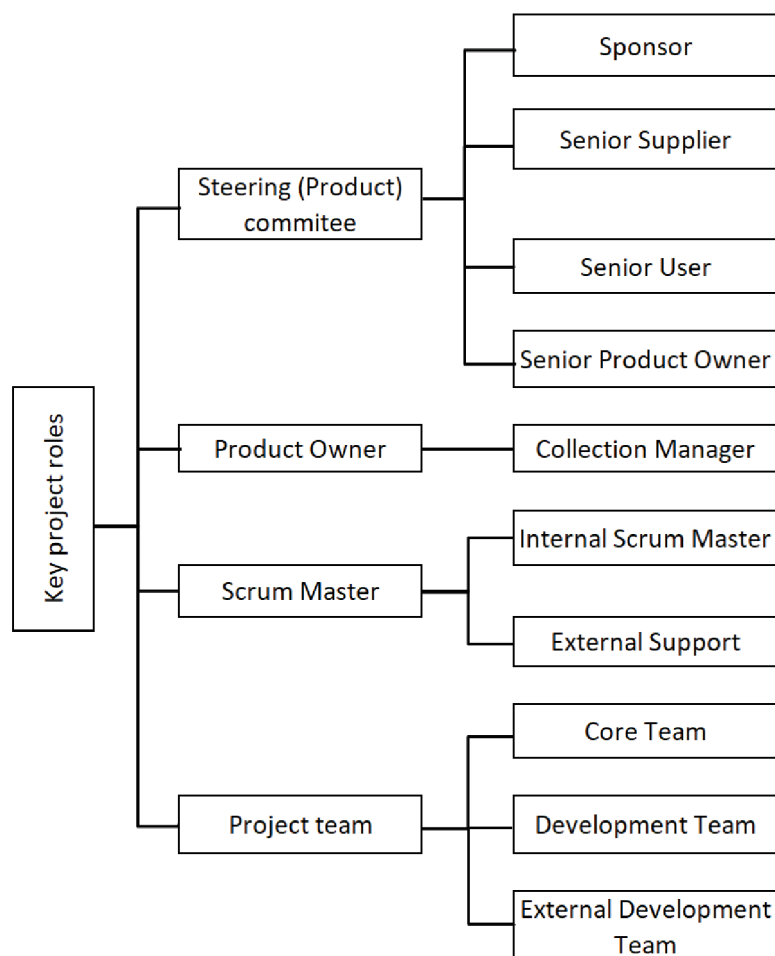 Key project roles
Steering (Product)
commitee
Sponsor
Senior Supplier
Senior User
Senior Product Owner
Product Owner
Collection Manager
Scrum Master
Internal Scrum Master
External Support
Project team
Core Team
Development Team
External Development
Team